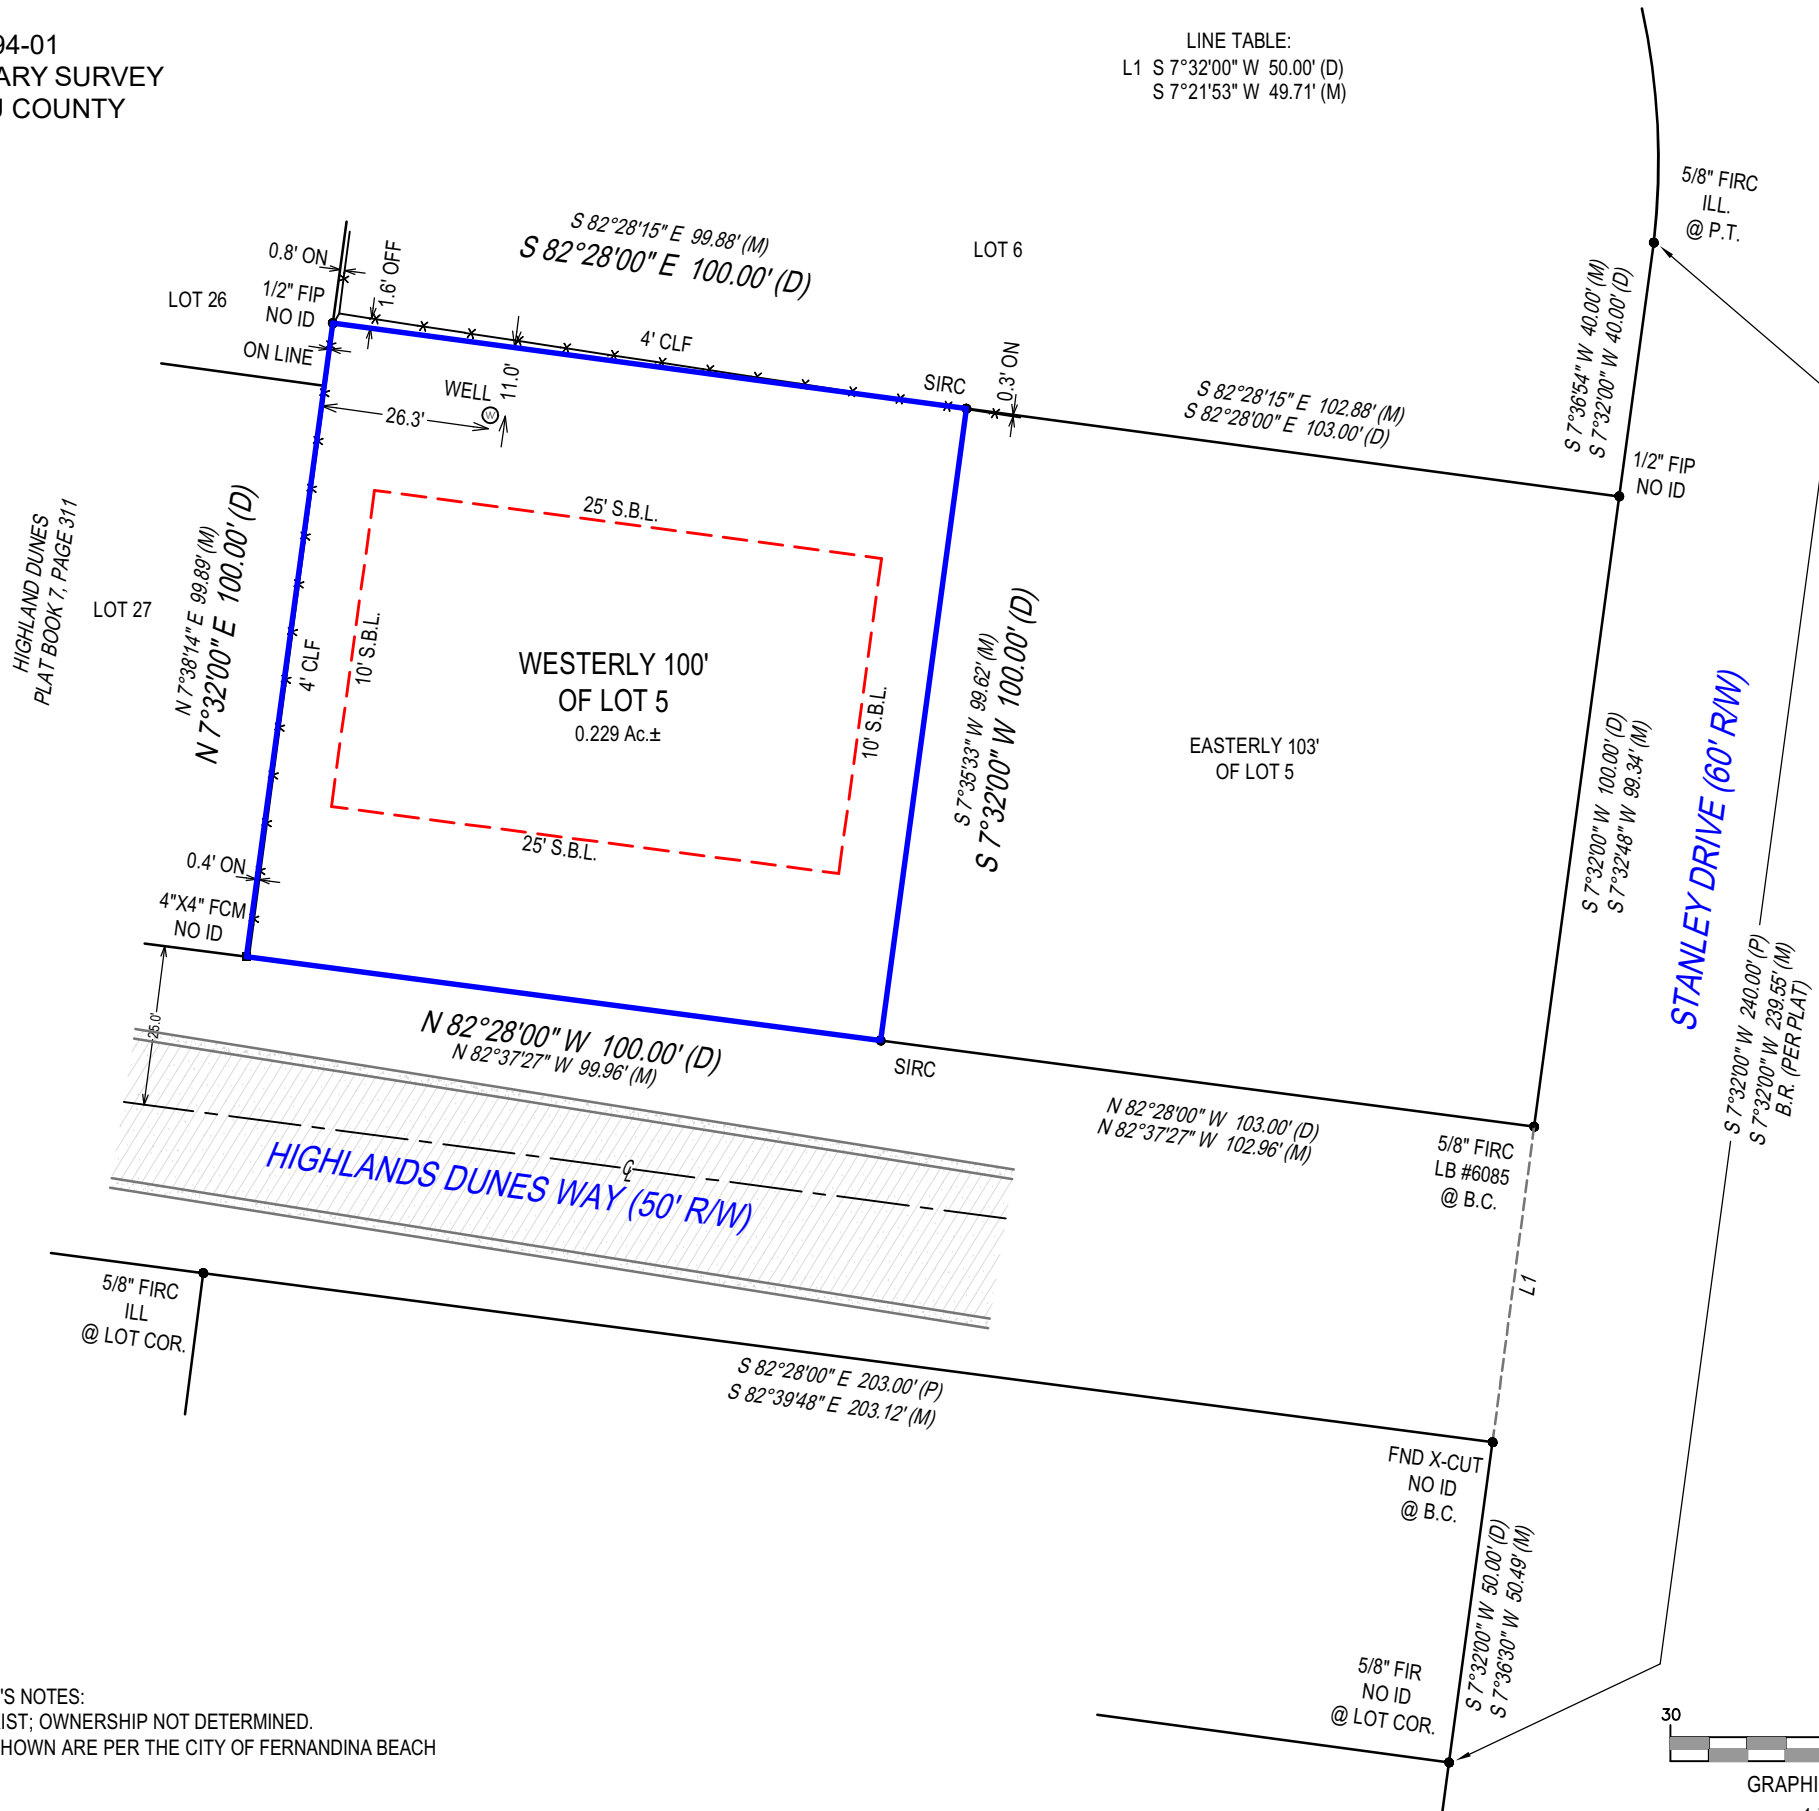 94-01
ARY SURVEY
COUNTY
LINE TABLE:
L1 S 7°32'00" W 50.00' (D)
S 7°21'53" W 49.71' (M)
5/8" FIRC
ILL.
@ P.T.
S 82°28'15" E 99.88' (M)
S 82°28'00" E 100.00' (D)
LOT 6
0.8' ON
1.6' OFF
LOT 26
1/2" FIP
NO ID
ON LINE
4' CLF
WELL
W
11.0'
26.3'
SIRC
0.3' ON
S 82°28'15" E 102.88' (M)
S 82°28'00" E 103.00' (D)
S 7°36'54" W 40.00' (M)
S 7°32'00" W 40.00' (D)
1/2" FIP
NO ID
HIGHLAND DUNES
PLAT BOOK 7, PAGE 311
LOT 27
N 7°38'14" E 99.89' (M)
N 7°32'00" E 100.00' (D)
4' CLF
25' S.B.L.
10' S.B.L.
WESTERLY 100'
OF LOT 5
0.229 Ac.±
10' S.B.L.
25' S.B.L.
S 7°35'33" W 99.62' (M)
S 7°32'00" W 100.00' (D)
EASTERLY 103'
OF LOT 5
S 7°32'00" W 100.00' (D)
S 7°32'48" W 99.34' (M)
STANLEY DRIVE (60' R/W)
S 7°32'00" W 240.00' (P)
S 7°32'00" W 239.55' (M)
B.R. (PER PLAT)
0.4' ON
4"X4" FCM
NO ID
25.0'
N 82°28'00" W 100.00' (D)
N 82°37'27" W 99.96' (M)
SIRC
N 82°28'00" W 103.00' (D)
N 82°37'27" W 102.96' (M)
5/8" FIRC
LB #6085
@ B.C.
HIGHLANDS DUNES WAY (50' R/W)
L1
5/8" FIRC
ILL
@ LOT COR.
S 82°28'00" E 203.00' (P)
S 82°39'48" E 203.12' (M)
FND X-CUT
NO ID
@ B.C.
S 7°32'00" W 50.00' (D)
S 7°36'30" W 50.49' (M)
5/8" FIR
NO ID
@ LOT COR.
'S NOTES:
IST; OWNERSHIP NOT DETERMINED.
HOWN ARE PER THE CITY OF FERNANDINA BEACH
30
GRAPHI